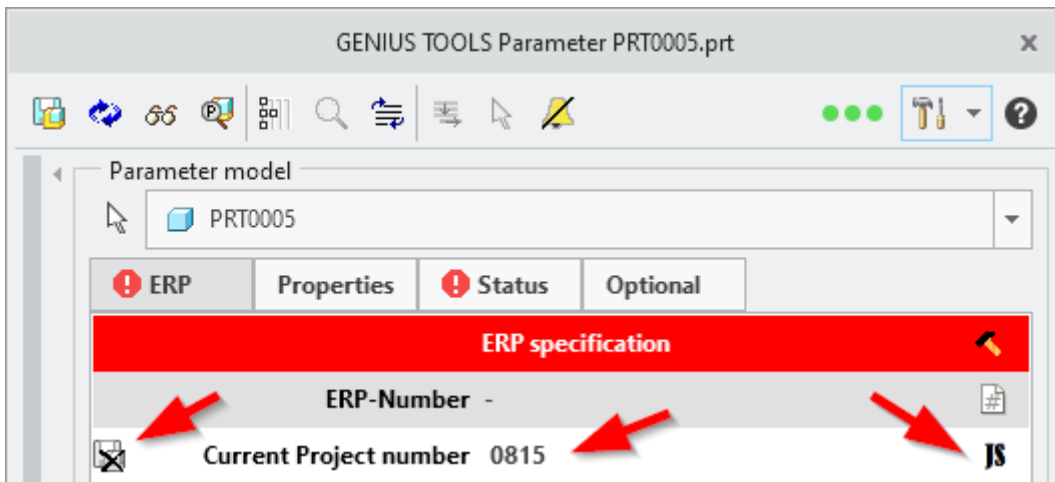 GENIUS TOOLS Parameter PRT0005.prt
Parameter model
PRT0005
ERP Properties Status Optional
ERP specification
ERP-Number -
Current Project number 0815 JS